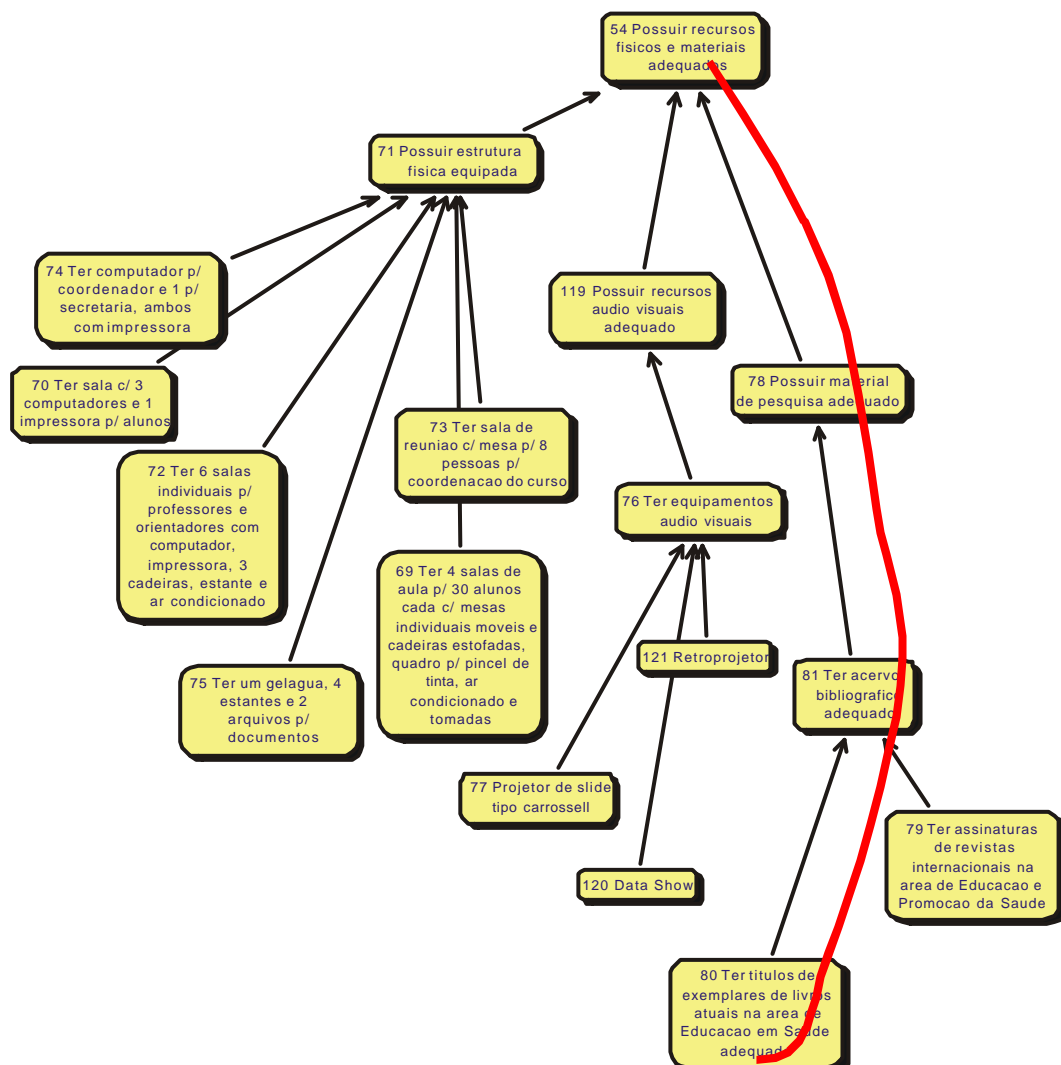 54 Possuir recursos
fisicos e materiais
adequados
71 Possuir estrutura
fisica equipada
74 Ter computador p/
coordenador e 1 p/
secretaria, ambos
com impressora
119 Possuir recursos
audio visuais
adequado
70 Ter sala c/ 3
computadores e 1
impressora p/ alunos
78 Possuir material
de pesquisa adequado
73 Ter sala de
reuniao c/ mesa p/ 8
pessoas p/
coordenacao do curso
72 Ter 6 salas
individuais p/
professores e
orientadores com
computador,
impressora, 3
cadeiras, estante e
ar condicionado
76 Ter equipamentos
audio visuais
69 Ter 4 salas de
aula p/ 30 alunos
cada c/ mesas
individuais moveis e
cadeiras estofadas,
quadro p/ pincel de
tinta, ar
condicionado e
tomadas
121 Retroprojetor
81 Ter acervo
bibliografico
adequado
75 Ter um gelagua, 4
estantes e 2
arquivos p/
documentos
77 Projetor de slide
tipo carrossell
79 Ter assinaturas
de revistas
internacionais na
area de Educacao e
Promocao da Saude
120 Data Show
80 Ter titulos de
exemplares de livros
atuais na area de
Educacao em Saude
adequado